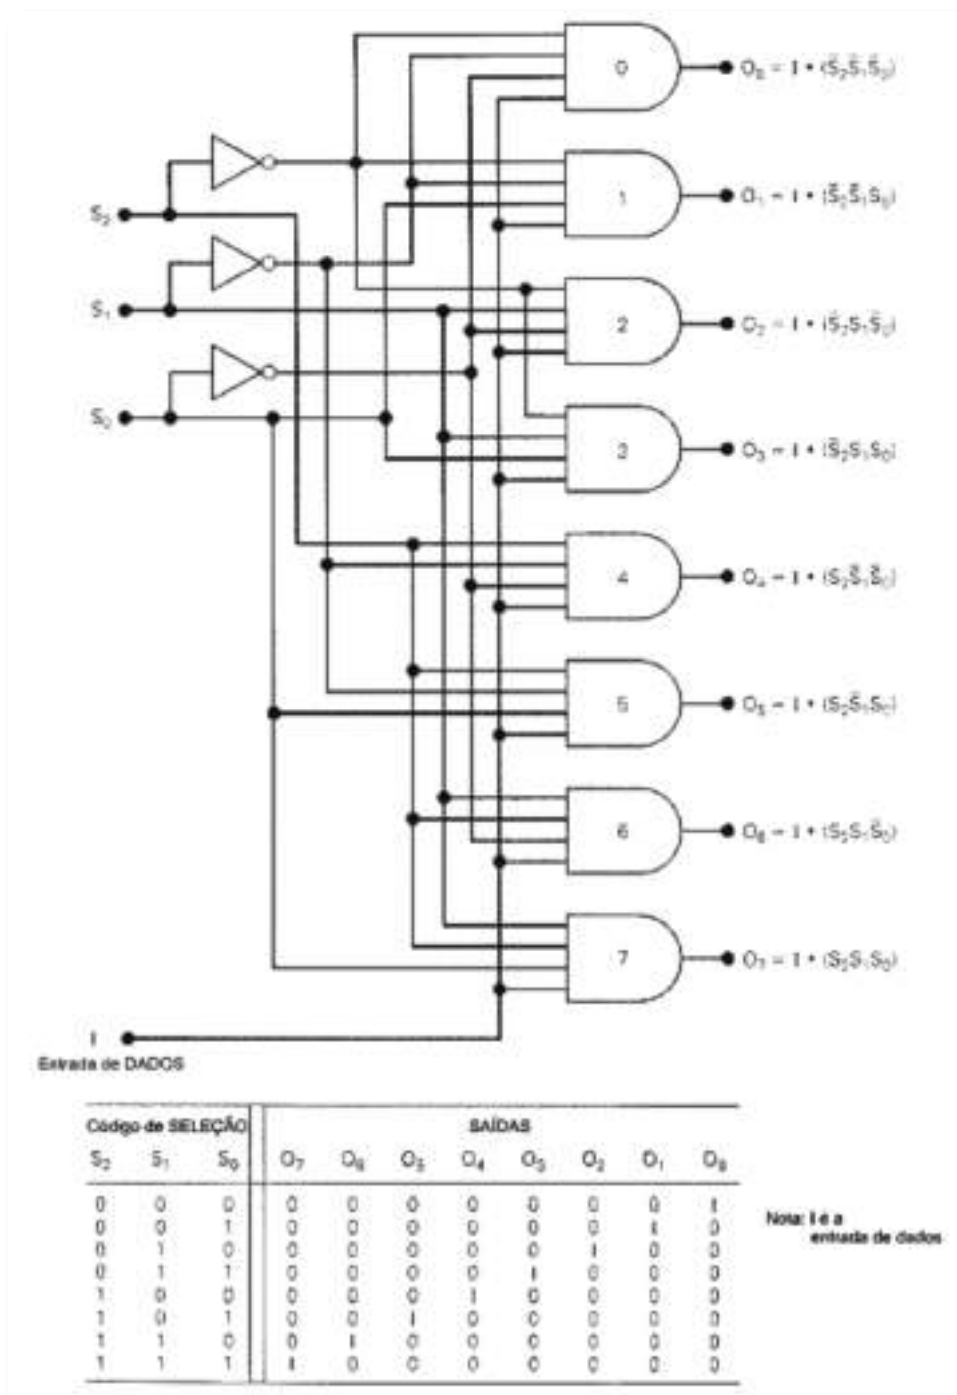 0
O₀ = I • (S̄₂S̄₁S̄₀)
1
O₁ = I • (S̄₂S̄₁S₀)
S₂
S₁
2
O₂ = I • (S̄₂S₁S̄₀)
S₀
3
O₃ = I • (S̄₂S₁S₀)
4
O₄ = I • (S₂S̄₁S̄₀)
5
O₅ = I • (S₂S̄₁S₀)
6
O₆ = I • (S₂S₁S̄₀)
7
O₇ = I • (S₂S₁S₀)
I
Entrada de DADOS
Código de SELEÇÃO SAÍDAS
S₂ S₁ S₀ O₇ O₆ O₅ O₄ O₃ O₂ O₁ O₀
0 0 0 0 0 0 0 0 0 0 I
0 0 1 0 0 0 0 0 0 I 0
0 1 0 0 0 0 0 0 I 0 0
0 1 1 0 0 0 0 I 0 0 0
1 0 0 0 0 0 I 0 0 0 0
1 0 1 0 0 I 0 0 0 0 0
1 1 0 0 I 0 0 0 0 0 0
1 1 1 I 0 0 0 0 0 0 0
Nota: I é a
entrada de dados